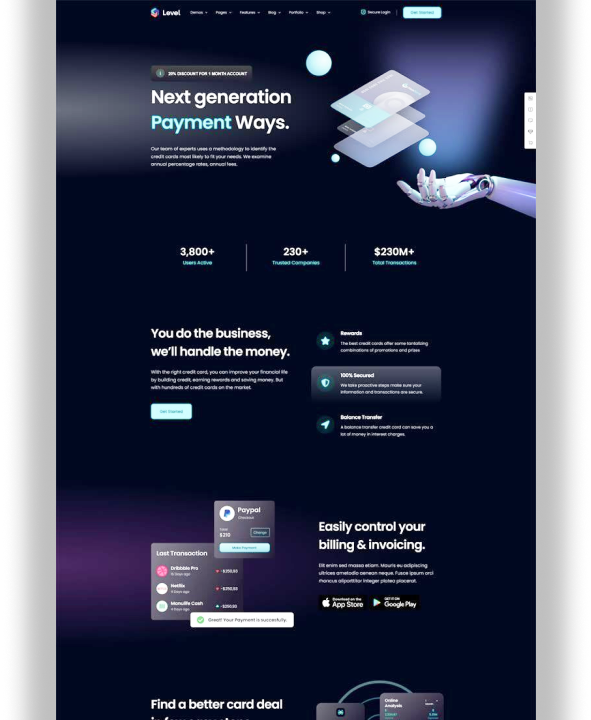 Level
Demos Pages Features Blog Portfolio Shop Secure Login Get Started
20% DISCOUNT FOR 1 MONTH ACCOUNT
Next generation
Payment Ways.
Our team of experts uses a methodology to identify the
credit cards most likely to fit your needs. We examine
annual percentage rates, annual fees.
3,800+
Users Active
230+
Trusted Companies
$230M+
Total Transactions
You do the business,
we'll handle the money.
With the right credit card, you can improve your financial life
by building credit, earning rewards and saving money. But
with hundreds of credit cards on the market.
Get Started
Rewards
The best credit cards offer some tantalizing
combinations of promotions and prizes
100% Secured
We take proactive steps make sure your
information and transactions are secure.
Balance Transfer
A balance transfer credit card can save you a
lot of money in interest charges.
Paypal
Checkout
$210
Change
Make Payment
Last Transaction
Dribbble Pro
Netflix
Manulife Cash
Great! Your Payment is succesfully.
Easily control your
billing & invoicing.
Elit enim sed massa etiam. Mauris eu adipiscing
ultrices ametodio aenean neque. Fusce ipsum orci
rhoncus aliporttitor integer platea placerat.
Download on the
App Store
GET IT ON
Google Play
Find a better card deal
Online
Analysis